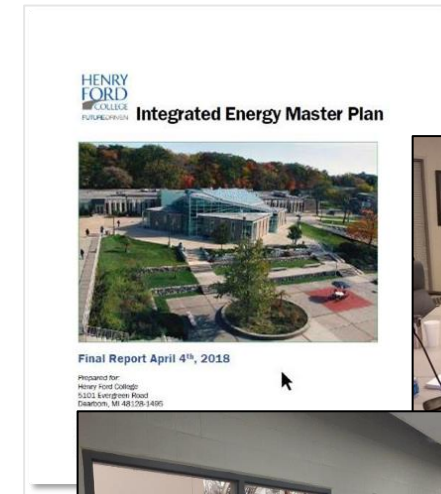 HENRY
FORD
COLLEGE
FUTUREDRIVEN
Integrated Energy Master Plan
Final Report April 4th, 2018
Prepared for:
Henry Ford College
5101 Evergreen Road
Dearborn, MI 48128-1495